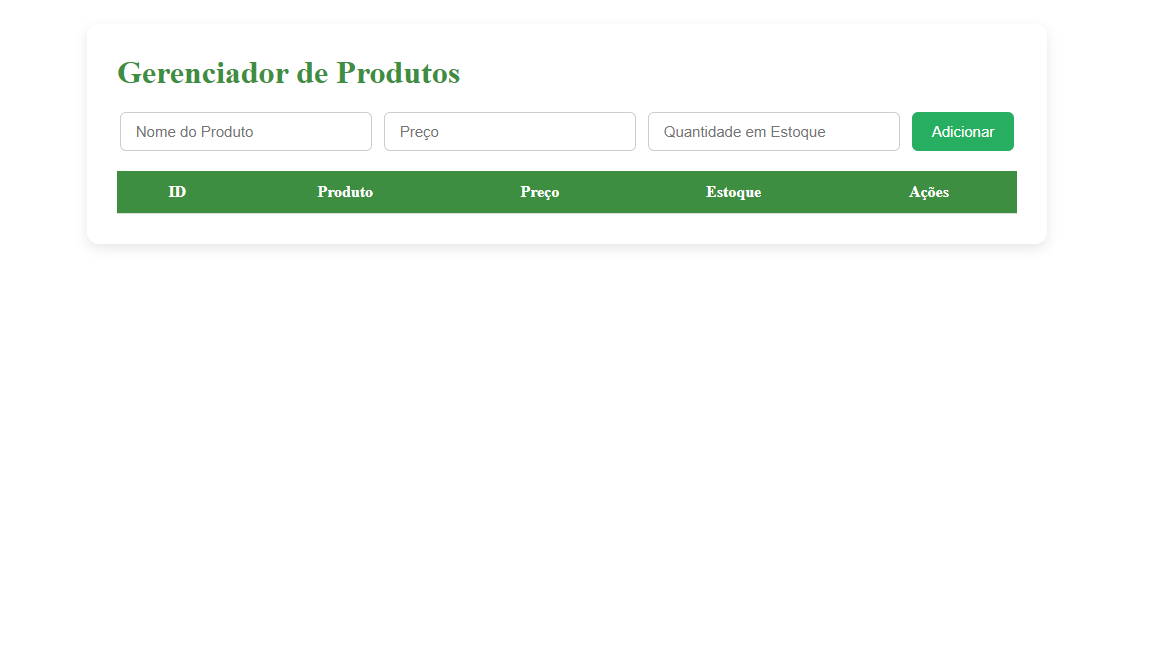 Gerenciador de Produtos
Nome do Produto Preço Quantidade em Estoque Adicionar
ID Produto Preço Estoque Ações